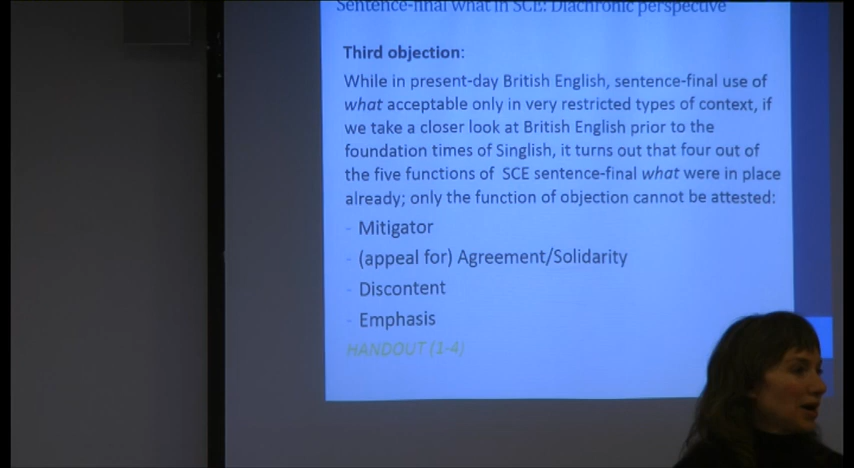 Sentence-final what in SCE: Diachronic perspective
Third objection:
While in present-day British English, sentence-final use of
what acceptable only in very restricted types of context, if
we take a closer look at British English prior to the
foundation times of Singlish, it turns out that four out of
the five functions of SCE sentence-final what were in place
already; only the function of objection cannot be attested:
- Mitigator
- (appeal for) Agreement/Solidarity
- Discontent
- Emphasis
HANDOUT (1-4)